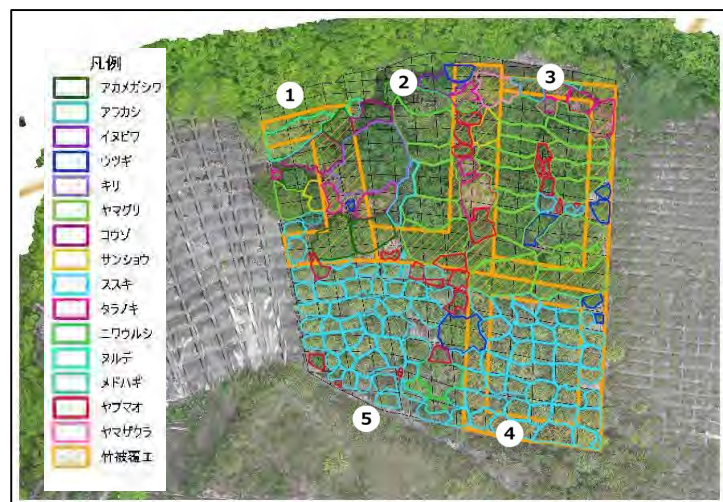 凡例
アカメガシワ
アラカシ
イヌビワ
ウツギ
キリ
ヤマグリ
コウゾ
サンショウ
ススキ
タラノキ
ニワウルシ
ヌルデ
メドハギ
ヤブマオ
ヤマザクラ
竹被覆工
1
2
3
4
5